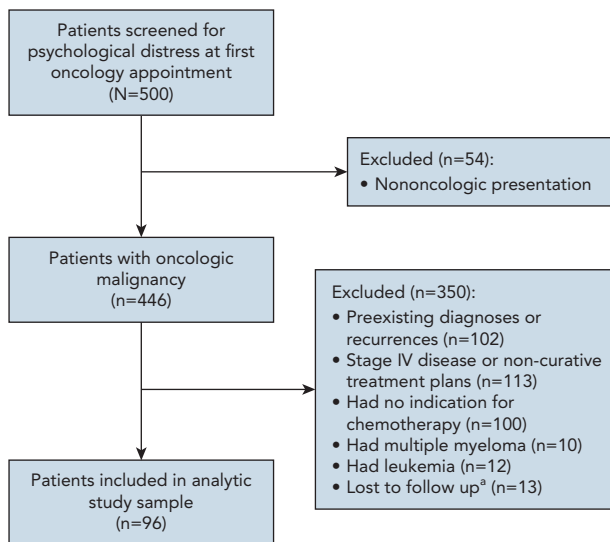 Patients screened for
psychological distress at first
oncology appointment
(N=500)
Excluded (n=54):
• Nononcologic presentation
Patients with oncologic
malignancy
(n=446)
Excluded (n=350):
• Preexisting diagnoses or
recurrences (n=102)
• Stage IV disease or non-curative
treatment plans (n=113)
• Had no indication for
chemotherapy (n=100)
• Had multiple myeloma (n=10)
• Had leukemia (n=12)
• Lost to follow upᵃ (n=13)
Patients included in analytic
study sample
(n=96)